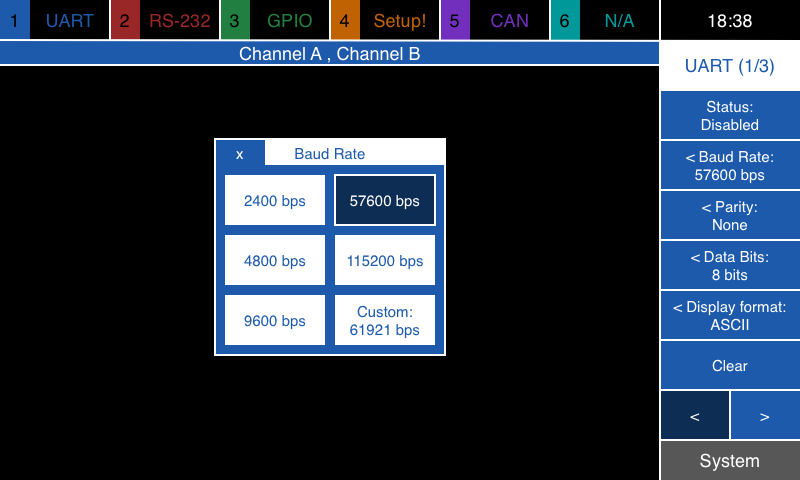 1 UART 2 RS-232 3 GPIO 4 Setup! 5 CAN 6 N/A 18:38
Channel A , Channel B
UART (1/3)
Status:
Disabled
< Baud Rate:
57600 bps
< Parity:
None
< Data Bits:
8 bits
< Display format:
ASCII
Clear
< >
System
x Baud Rate
2400 bps 57600 bps
4800 bps 115200 bps
9600 bps Custom:
61921 bps